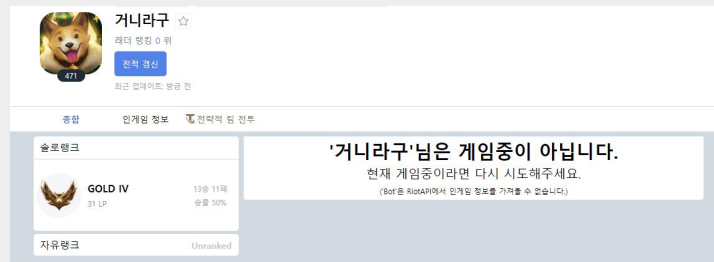 거니라구
래더 랭킹 0 위
471
전적 갱신
최근 업데이트: 방금 전
종합 인게임 정보 전략적 팀 전투
솔로랭크
GOLD IV 13승 11패
31 LP 승률 50%
자유랭크 Unranked
'거니라구'님은 게임중이 아닙니다.
현재 게임중이라면 다시 시도해주세요.
('Bot'은 RiotAPI에서 인게임 정보를 가져올 수 없습니다.)